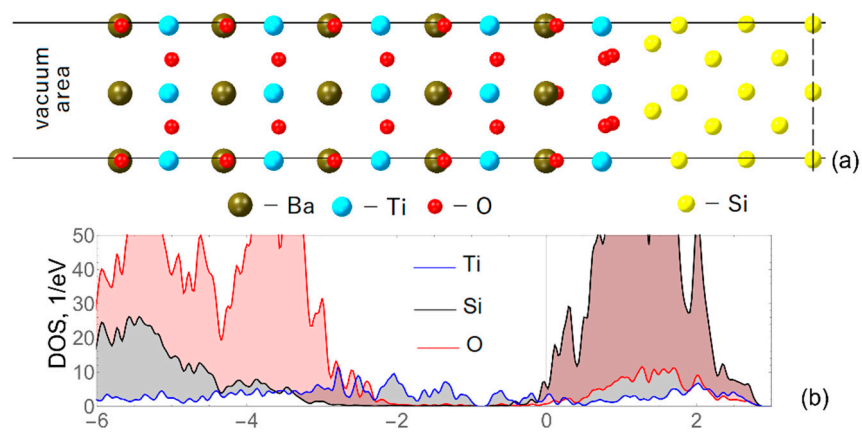 vacuum
area
(a)
– Ba – Ti – O – Si
50
40
30
20
10
0
DOS, 1/eV
Ti
Si
O
(b)
−6 −4 −2 0 2